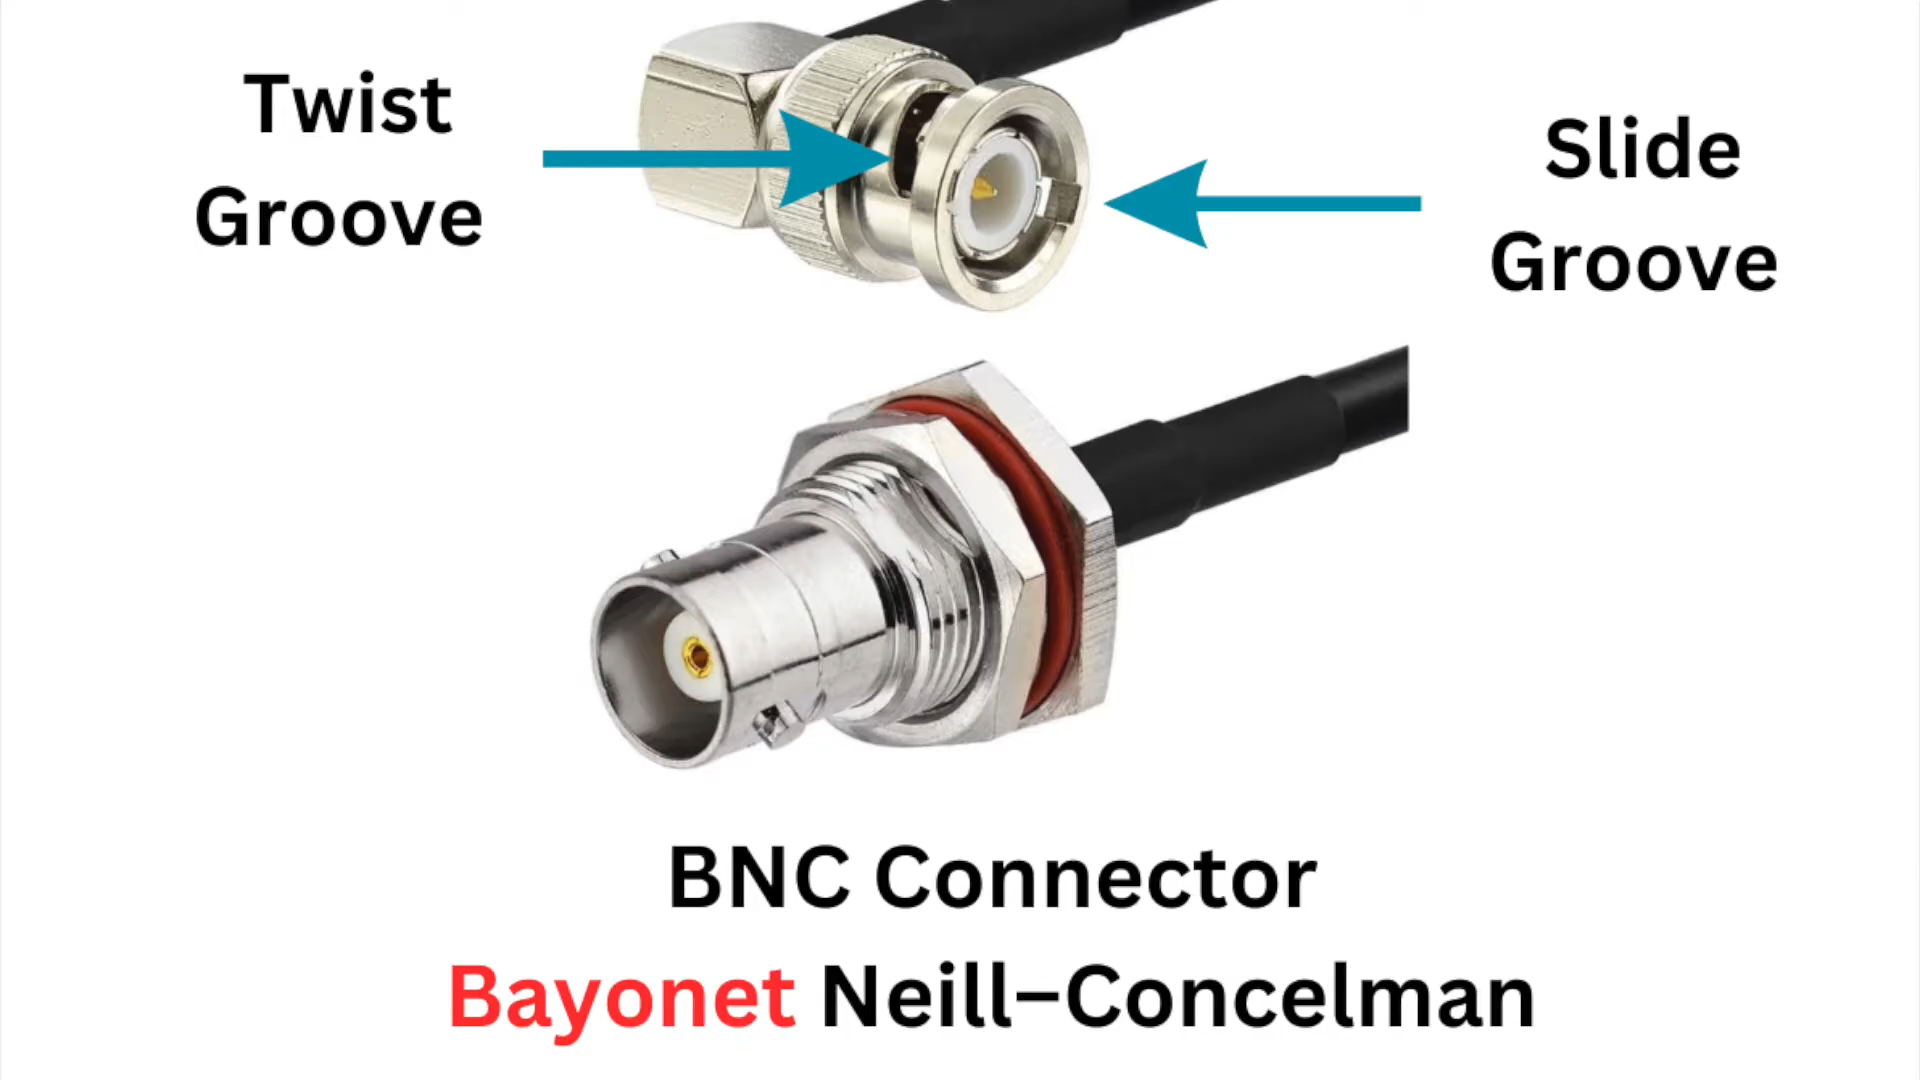 Twist
Groove
Slide
Groove
BNC Connector
Bayonet Neill–Concelman